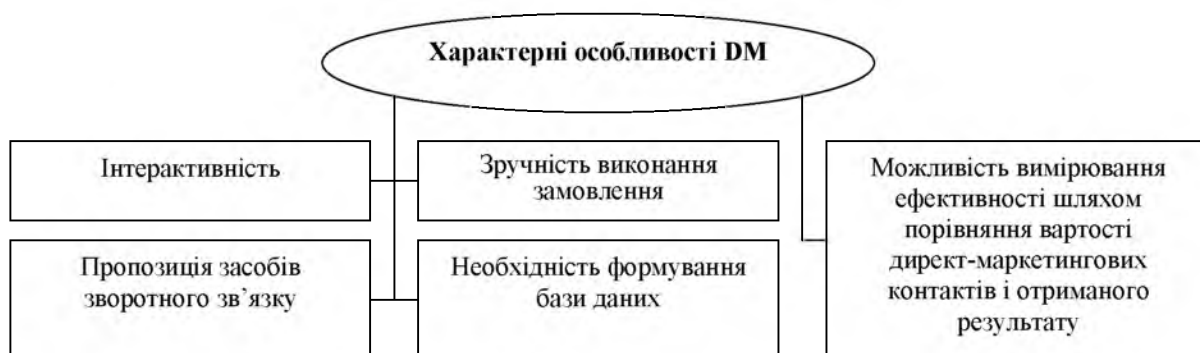 Характерні особливості DM
Інтерактивність
Зручність виконання
замовлення
Можливість вимірювання
ефективності шляхом
порівняння вартості
директ-маркетингових
контактів і отриманого
результату
Пропозиція засобів
зворотного зв’язку
Необхідність формування
бази даних